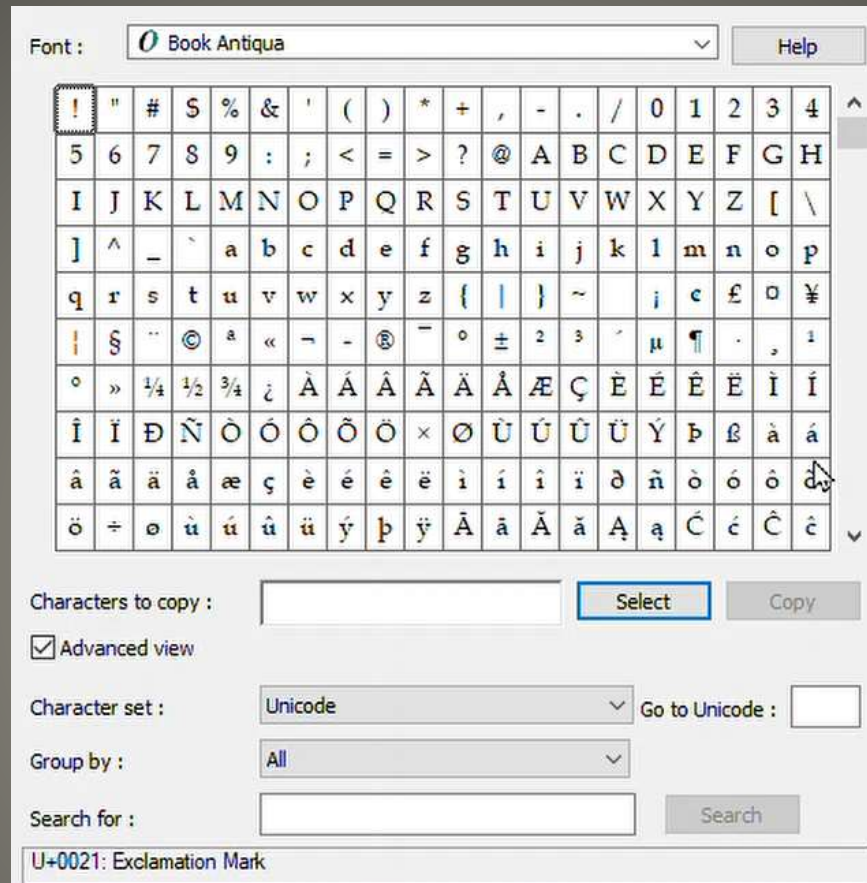 Font :
O Book Antiqua
Help
! " # $ % & ' ( ) * + , - . / 0 1 2 3 4
5 6 7 8 9 : ; < = > ? @ A B C D E F G H
I J K L M N O P Q R S T U V W X Y Z [ \
] ^ _ ` a b c d e f g h i j k l m n o p
q r s t u v w x y z { | } ~ ¡ ¢ £ ¤ ¥
¦ § ¨ © ª « ¬ - ® ¯ ° ± ² ³ ´ µ ¶ · ¸ ¹
º » ¼ ½ ¾ ¿ À Á Â Ã Ä Å Æ Ç È É Ê Ë Ì Í
Î Ï Ð Ñ Ò Ó Ô Õ Ö × Ø Ù Ú Û Ü Ý Þ ß à á
â ã ä å æ ç è é ê ë ì í î ï ð ñ ò ó ô õ
ö ÷ ø ù ú û ü ý þ ÿ Ā ā Ă ă Ą ą Ć ć Ĉ ĉ
Characters to copy :
Select
Copy
Advanced view
Character set :
Unicode
Go to Unicode :
Group by :
All
Search for :
Search
U+0021: Exclamation Mark